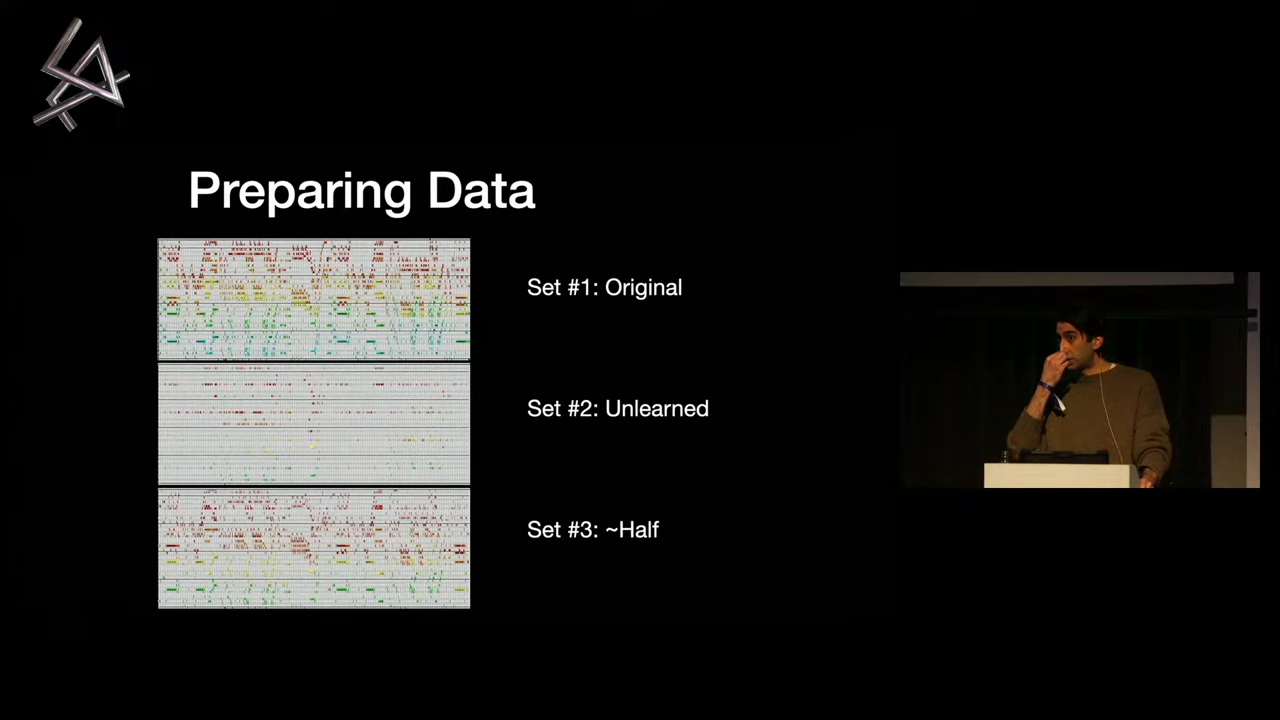 Preparing Data
Set #1: Original
Set #2: Unlearned
Set #3: ~Half